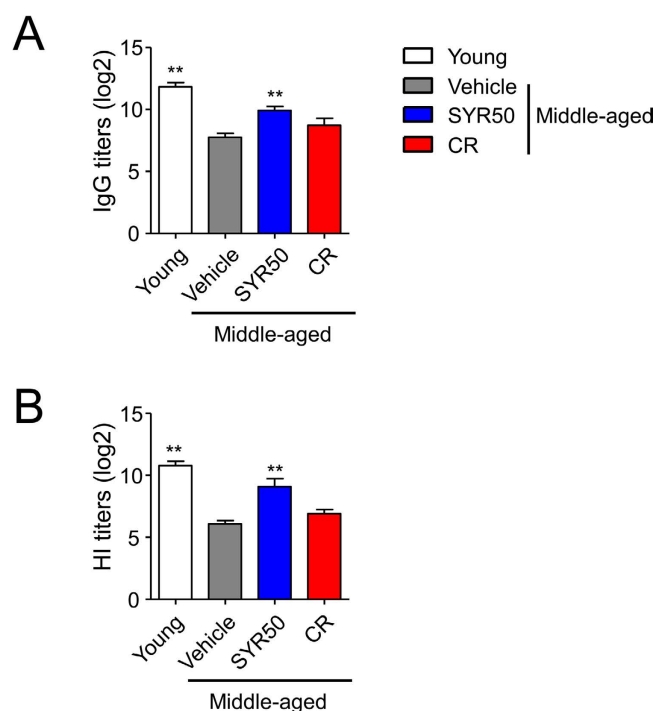 A
IgG titers (log2)
15
10
5
0
**
**
Young
Vehicle
SYR50
CR
Middle-aged
Young
Vehicle
SYR50
CR
Middle-aged
B
HI titers (log2)
15
10
5
0
**
**
Young
Vehicle
SYR50
CR
Middle-aged